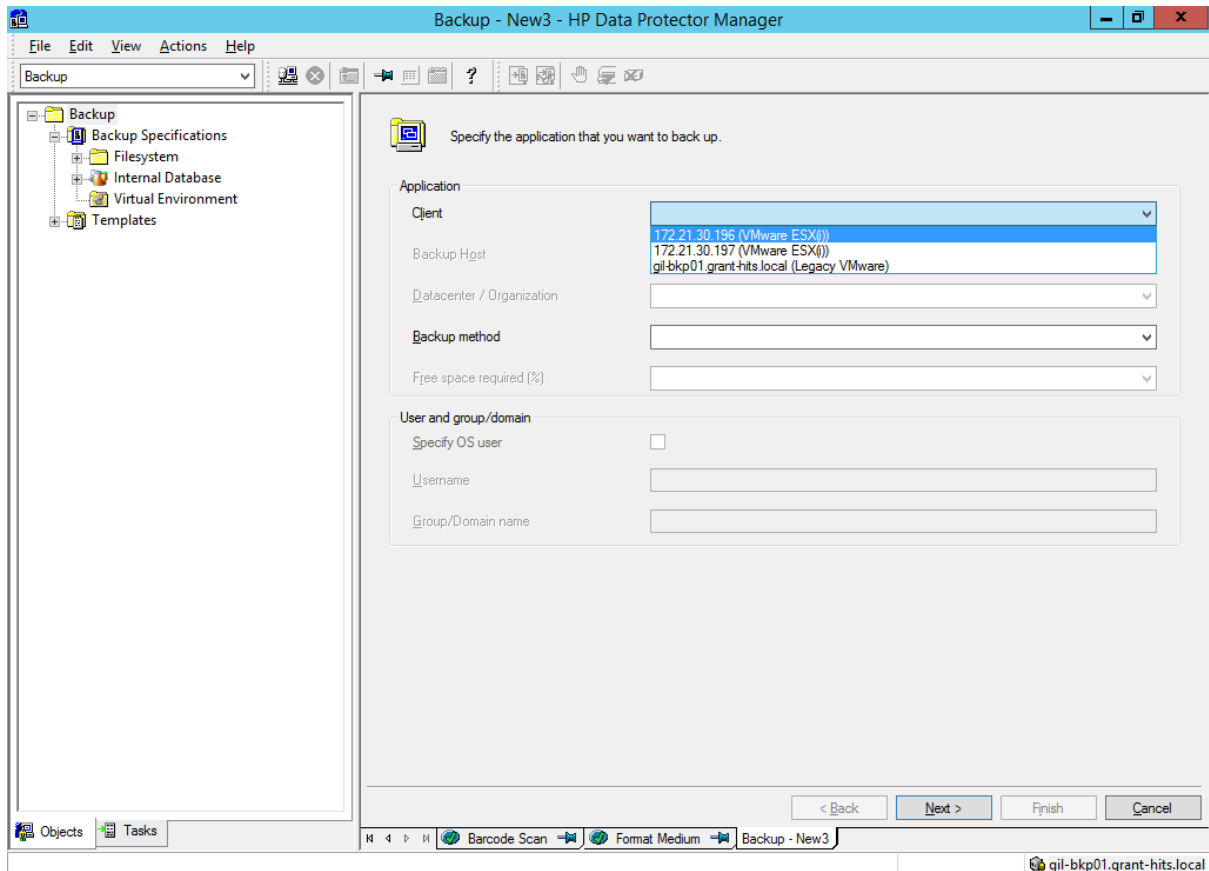 Backup - New3 - HP Data Protector Manager
File Edit View Actions Help
Backup
Backup
Backup Specifications
Filesystem
Internal Database
Virtual Environment
Templates
Specify the application that you want to back up.
Application
Client
172.21.30.196 (VMware ESX(i))
172.21.30.197 (VMware ESX(i))
gil-bkp01.grant-hits.local (Legacy VMware)
Backup Host
Datacenter / Organization
Backup method
Free space required (%)
User and group/domain
Specify OS user
Username
Group/Domain name
< Back Next > Finish Cancel
Objects Tasks
Barcode Scan Format Medium Backup - New3
gil-bkp01.grant-hits.local